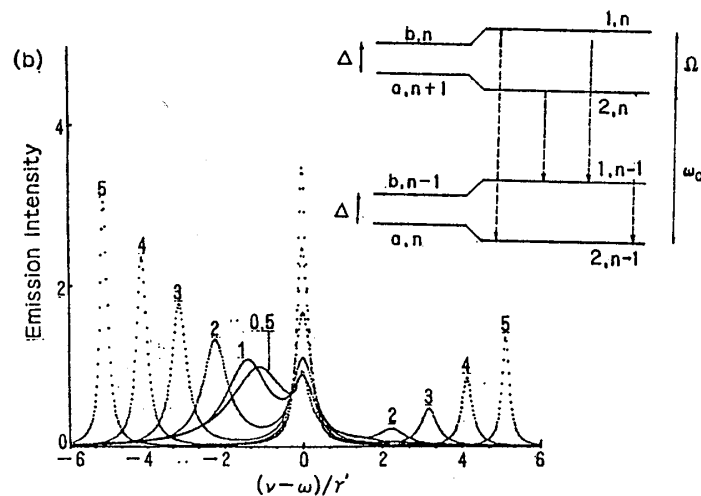 (b)
Emission Intensity
4
2
0
5
4
3
2
1
0.5
2
3
4
5
-6
-4
-2
0
2
4
6
(ν-ω)/γ'
b,n
1,n
Δ
a,n+1
2,n
Ω
b,n-1
1,n-1
Δ
a,n
2,n-1
ω₀